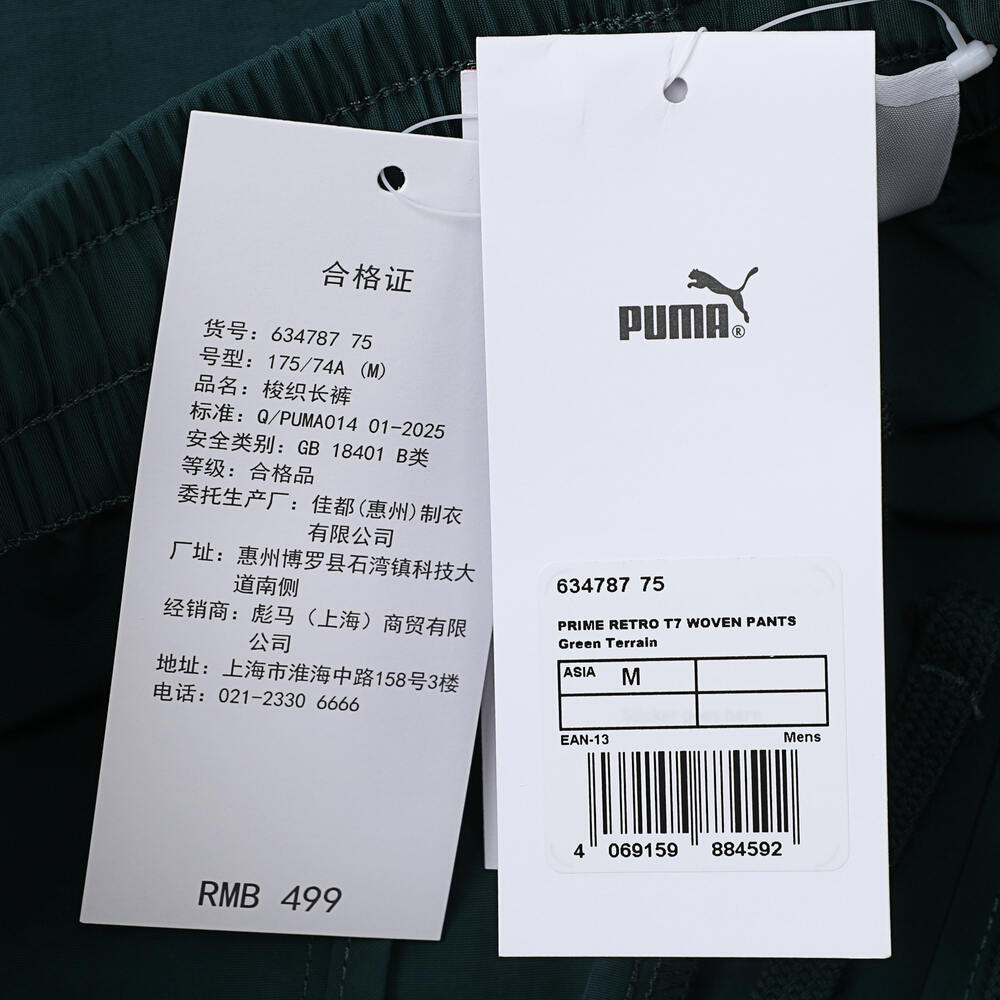 合格证
货号：634787 75
号型：175/74A (M)
品名：梭织长裤
标准：Q/PUMA014 01-2025
安全类别：GB 18401 B类
等级：合格品
委托生产厂：佳都(惠州)制衣
有限公司
厂址：惠州博罗县石湾镇科技大
道南侧
经销商：彪马（上海）商贸有限
公司
地址：上海市淮海中路158号3楼
电话：021-2330 6666
RMB 499
PUMA®
634787 75
PRIME RETRO T7 WOVEN PANTS
Green Terrain
ASIA M
EAN-13 Mens
4 069159 884592